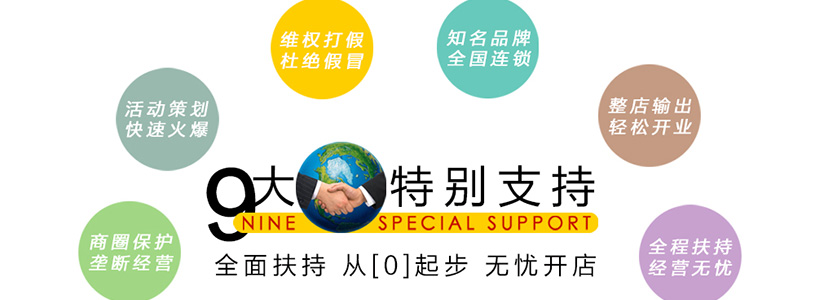 维权打假
杜绝假冒
知名品牌
全国连锁
活动策划
快速火爆
整店输出
轻松开业
9大特别支持
NINE SPECIAL SUPPORT
商圈保护
垄断经营
全程扶持
经营无忧
全面扶持 从[0]起步 无忧开店